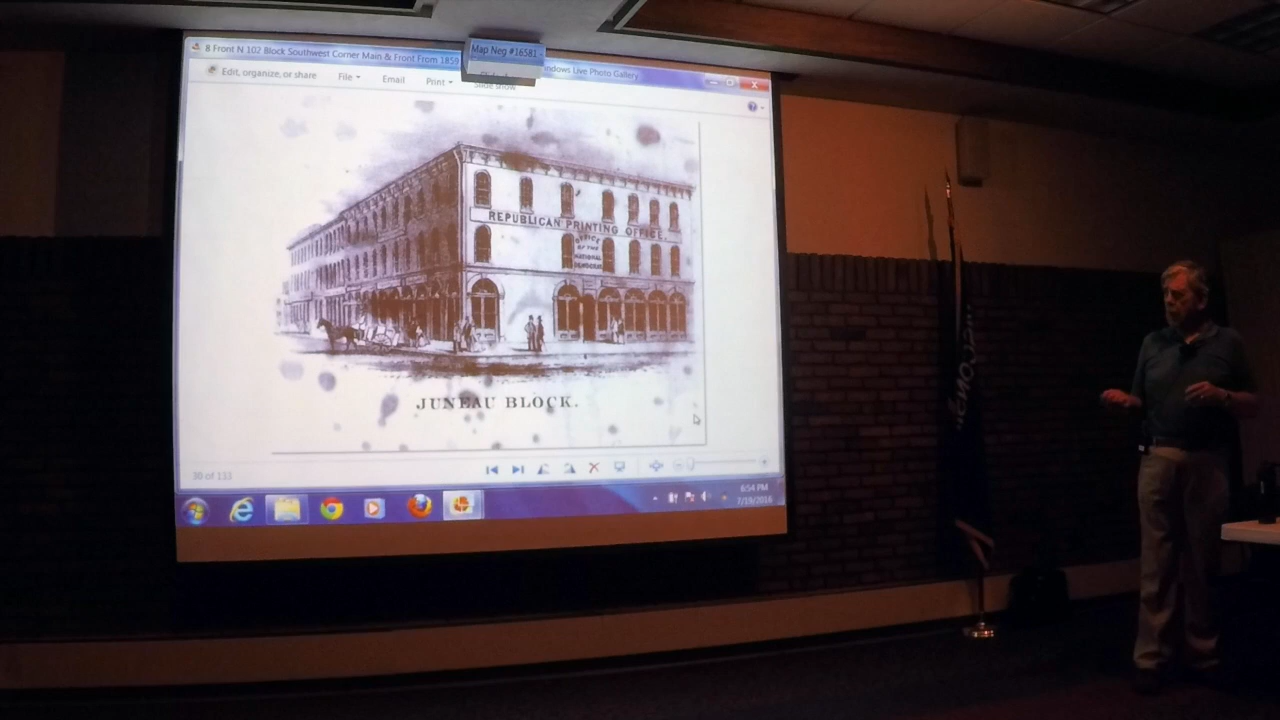 8 Front N 102 Block Southwest Corner Main & Front From 1859
Map Neg #16581 -
Windows Live Photo Gallery
Edit, organize, or share
File
Email
Print
Slide show
REPUBLICAN PRINTING OFFICE.
OFFICE
OF THE
NATIONAL
DEMOCRAT
JUNEAU BLOCK.
30 of 133
6:54 PM
7/19/2016